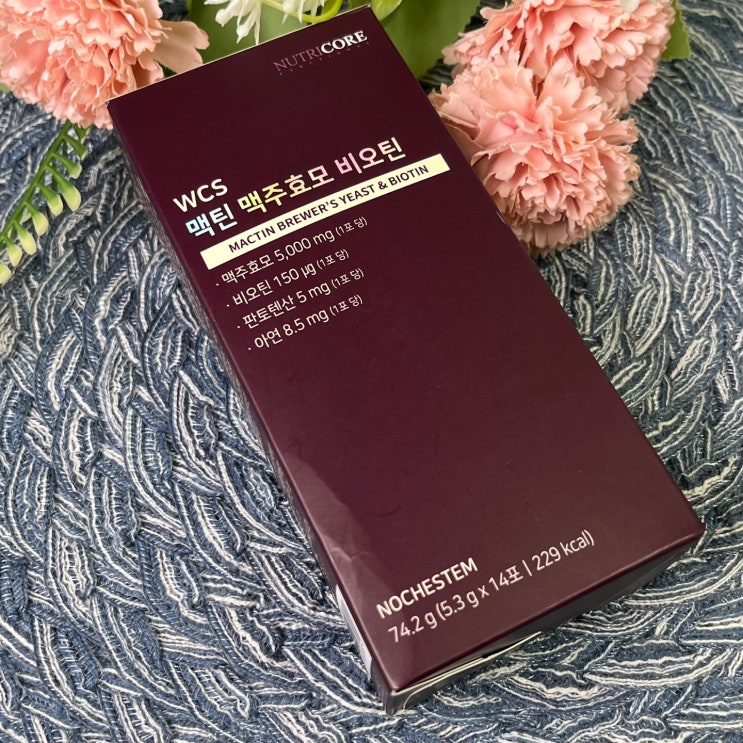 NUTRICORE
WCS
맥틴 맥주효모 비오틴
MACTIN BREWER'S YEAST & BIOTIN
· 맥주효모 5,000 mg (1포 당)
· 비오틴 150 μg (1포 당)
· 판토텐산 5 mg (1포 당)
· 아연 8.5 mg (1포 당)
NOCHESTEM
74.2 g (5.3 g x 14포 | 229 kcal)